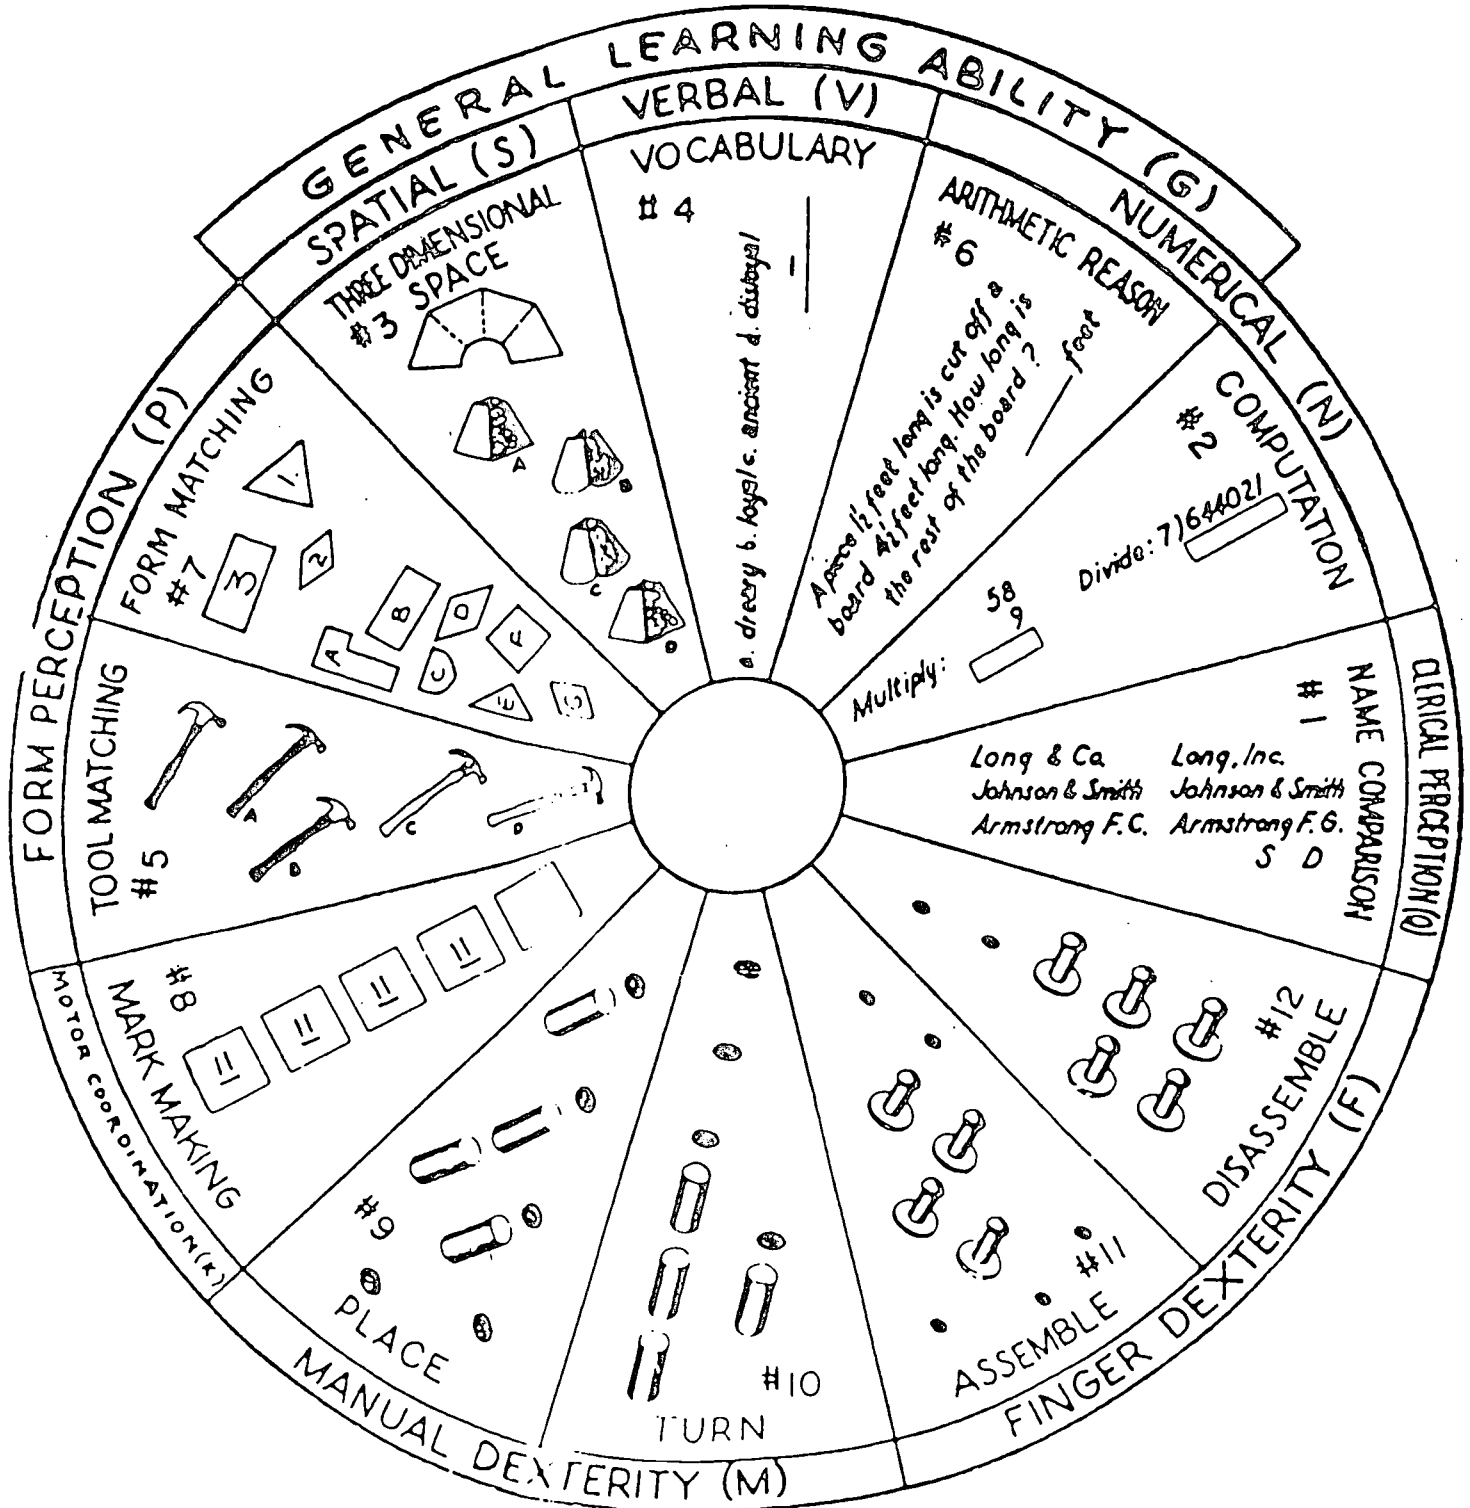 GENERAL LEARNING ABILITY (G)
SPATIAL (S)
VERBAL (V)
NUMERICAL (N)
THREE DIMENSIONAL
#3 SPACE
A
B
C
D
VOCABULARY
#4
a. dreary b. loyal c. ancient d. disloyal
ARITHMETIC REASON
#6
A piece 1½ feet long is cut off a
board 4½ feet long. How long is
the rest of the board?
feet
COMPUTATION
#2
Divide: 7)644021
58
9
Multiply:
CLERICAL PERCEPTION (Q)
NAME COMPARISON
#1
Long & Co. Long, Inc.
Johnson & Smith Johnson & Smith
Armstrong F.C. Armstrong F.G.
S D
FINGER DEXTERITY (F)
#12
DISASSEMBLE
#11
ASSEMBLE
MANUAL DEXTERITY (M)
#10
TURN
#9
PLACE
MOTOR COORDINATION (K)
#8
MARK MAKING
FORM PERCEPTION (P)
TOOL MATCHING
#5
A
B
C
D
FORM MATCHING
#7
1
2
3
A
B
C
D
E
F
G